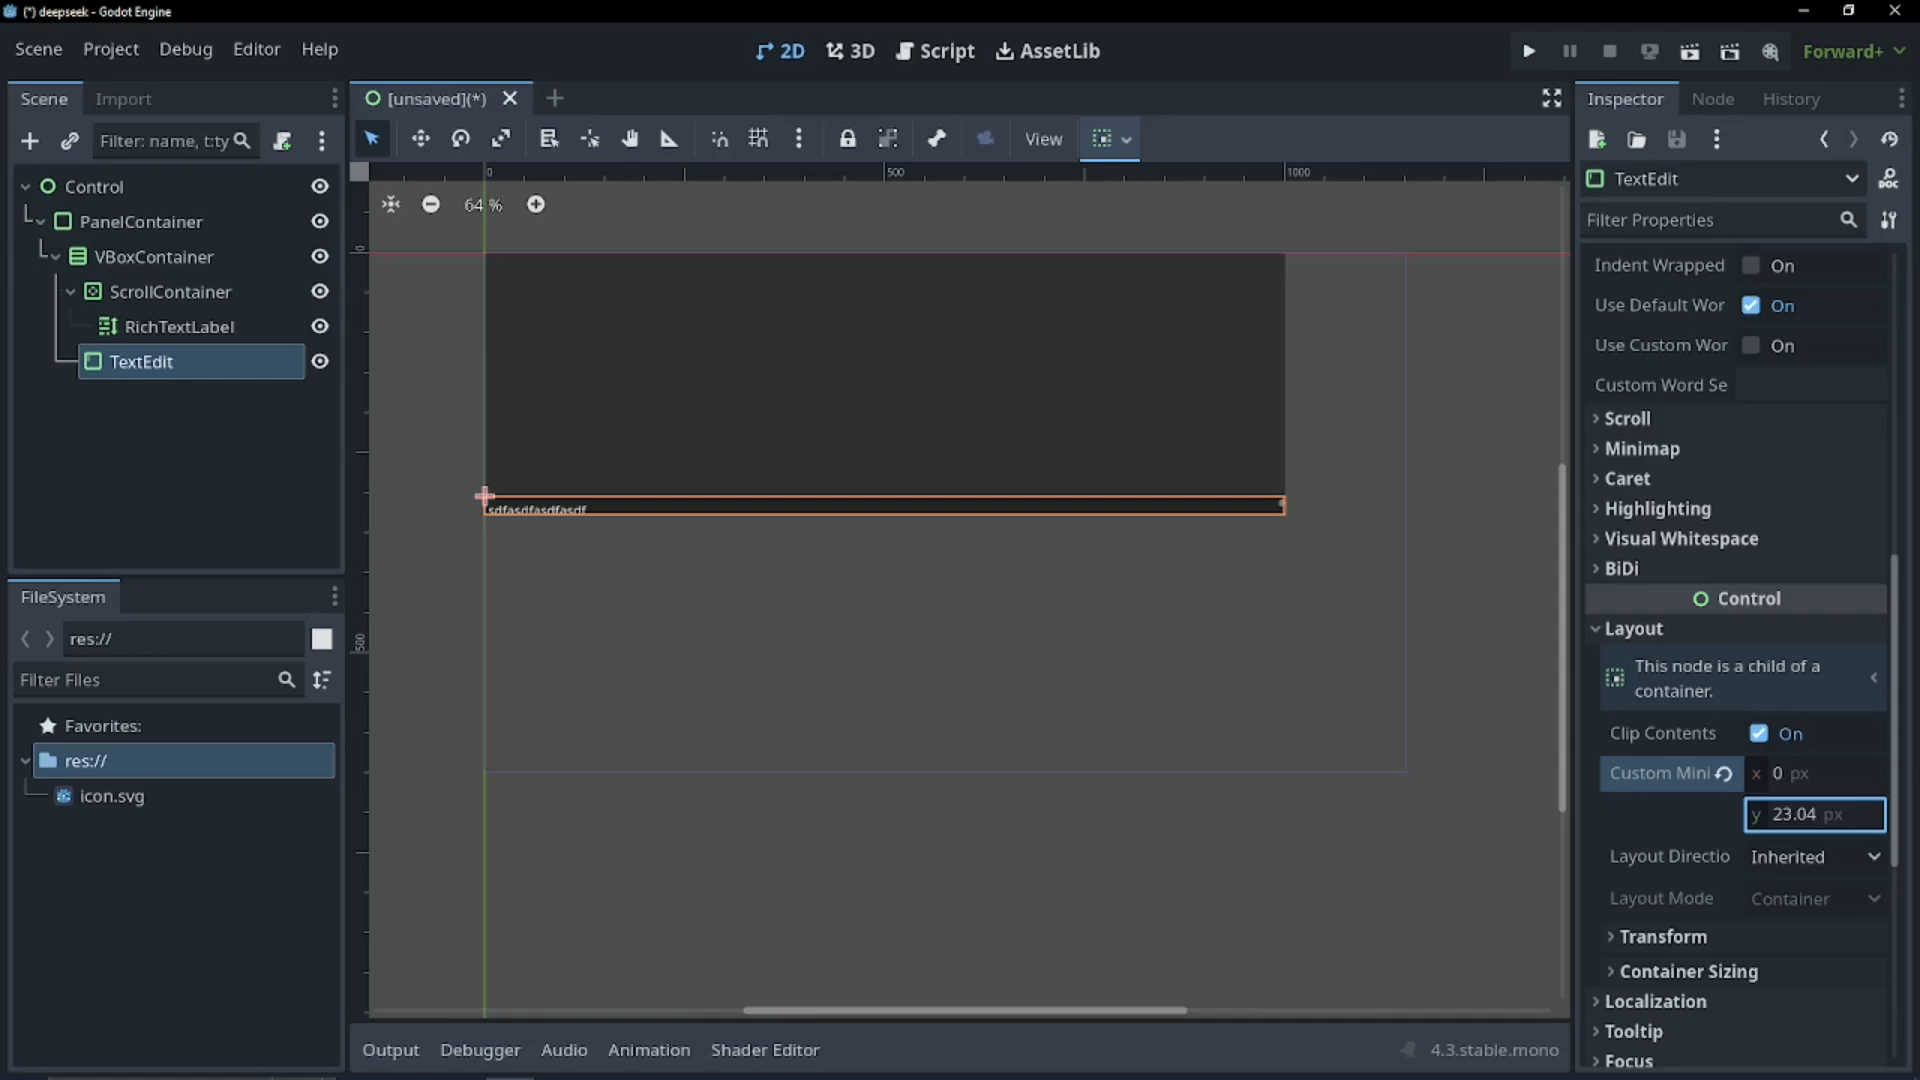 (*) deepseek - Godot Engine
Scene Project Debug Editor Help
2D 3D Script AssetLib
Forward+
Scene Import
Filter: name, t:ty
Control
PanelContainer
VBoxContainer
ScrollContainer
RichTextLabel
TextEdit
FileSystem
res://
Filter Files
Favorites:
res://
icon.svg
[unsaved](*)
View
0 500 1000
64 %
0
500
sdfasdfasdfasdf
Output Debugger Audio Animation Shader Editor
4.3.stable.mono
Inspector Node History
TextEdit
Filter Properties
Indent Wrapped On
Use Default Wor On
Use Custom Wor On
Custom Word Se
Scroll
Minimap
Caret
Highlighting
Visual Whitespace
BiDi
Control
Layout
This node is a child of a
container.
Clip Contents On
Custom Mini x 0 px
y 23.04 px
Layout Directio Inherited
Layout Mode Container
Transform
Container Sizing
Localization
Tooltip
Focus